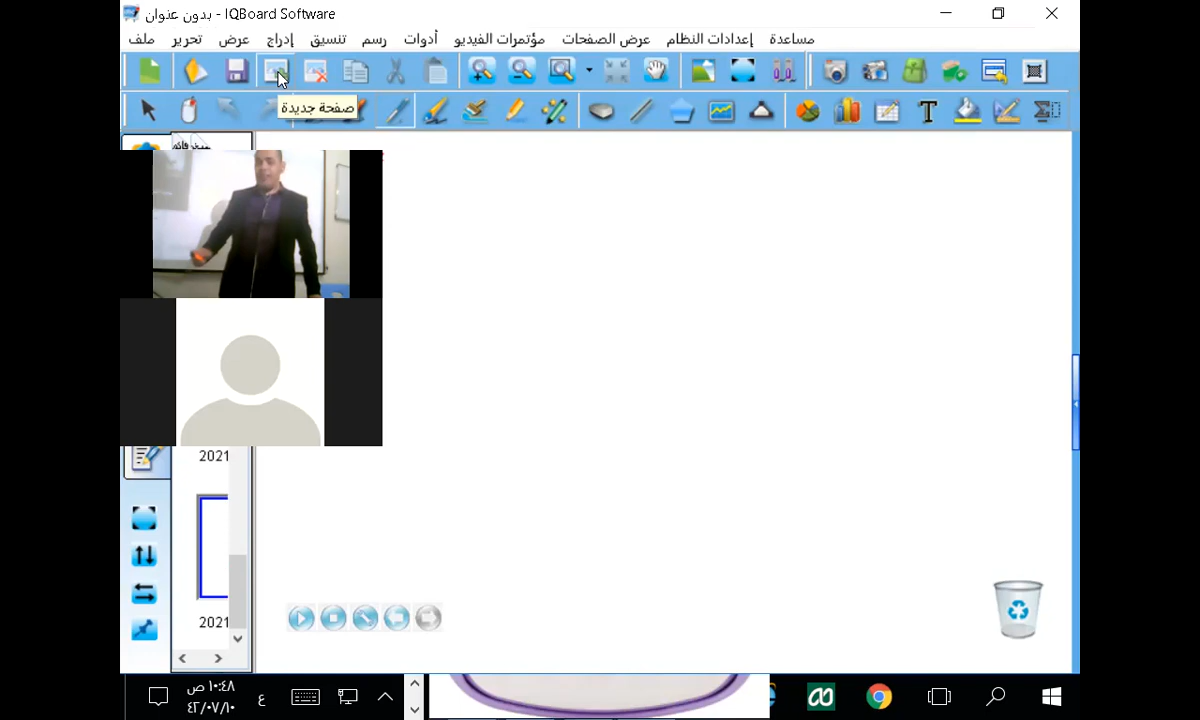 بدون عنوان - IQBoard Software
ملف تحرير عرض إدراج تنسيق رسم أدوات مؤتمرات الفيديو عرض الصفحات إعدادات النظام مساعدة
صفحة جديدة
2021
2021
١٠:٤٨ ص
ع
٤٢/٠٧/١٠